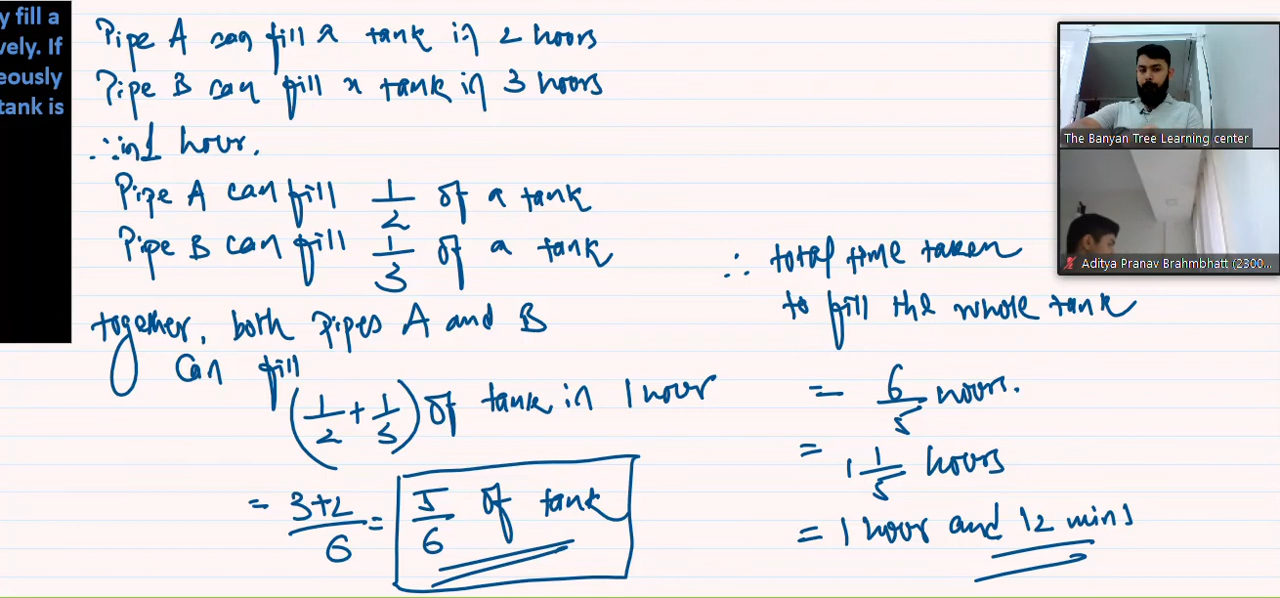 y fill a
vely. If
eously
tank is
Pipe A can fill a tank in 2 hours
Pipe B can fill a tank in 3 hours
∴ in 1 hour.
Pipe A can fill 1/2 of a tank
Pipe B can fill 1/3 of a tank
together, both Pipes A and B
can fill
(1/2 + 1/3) of tank in 1 hour
= 3+2/6 = 5/6 of tank
∴ total time taken
to fill the whole tank
= 6/5 hours.
= 1 1/5 hours
= 1 hour and 12 mins
The Banyan Tree Learning center
Aditya Pranav Brahmbhatt (2300...